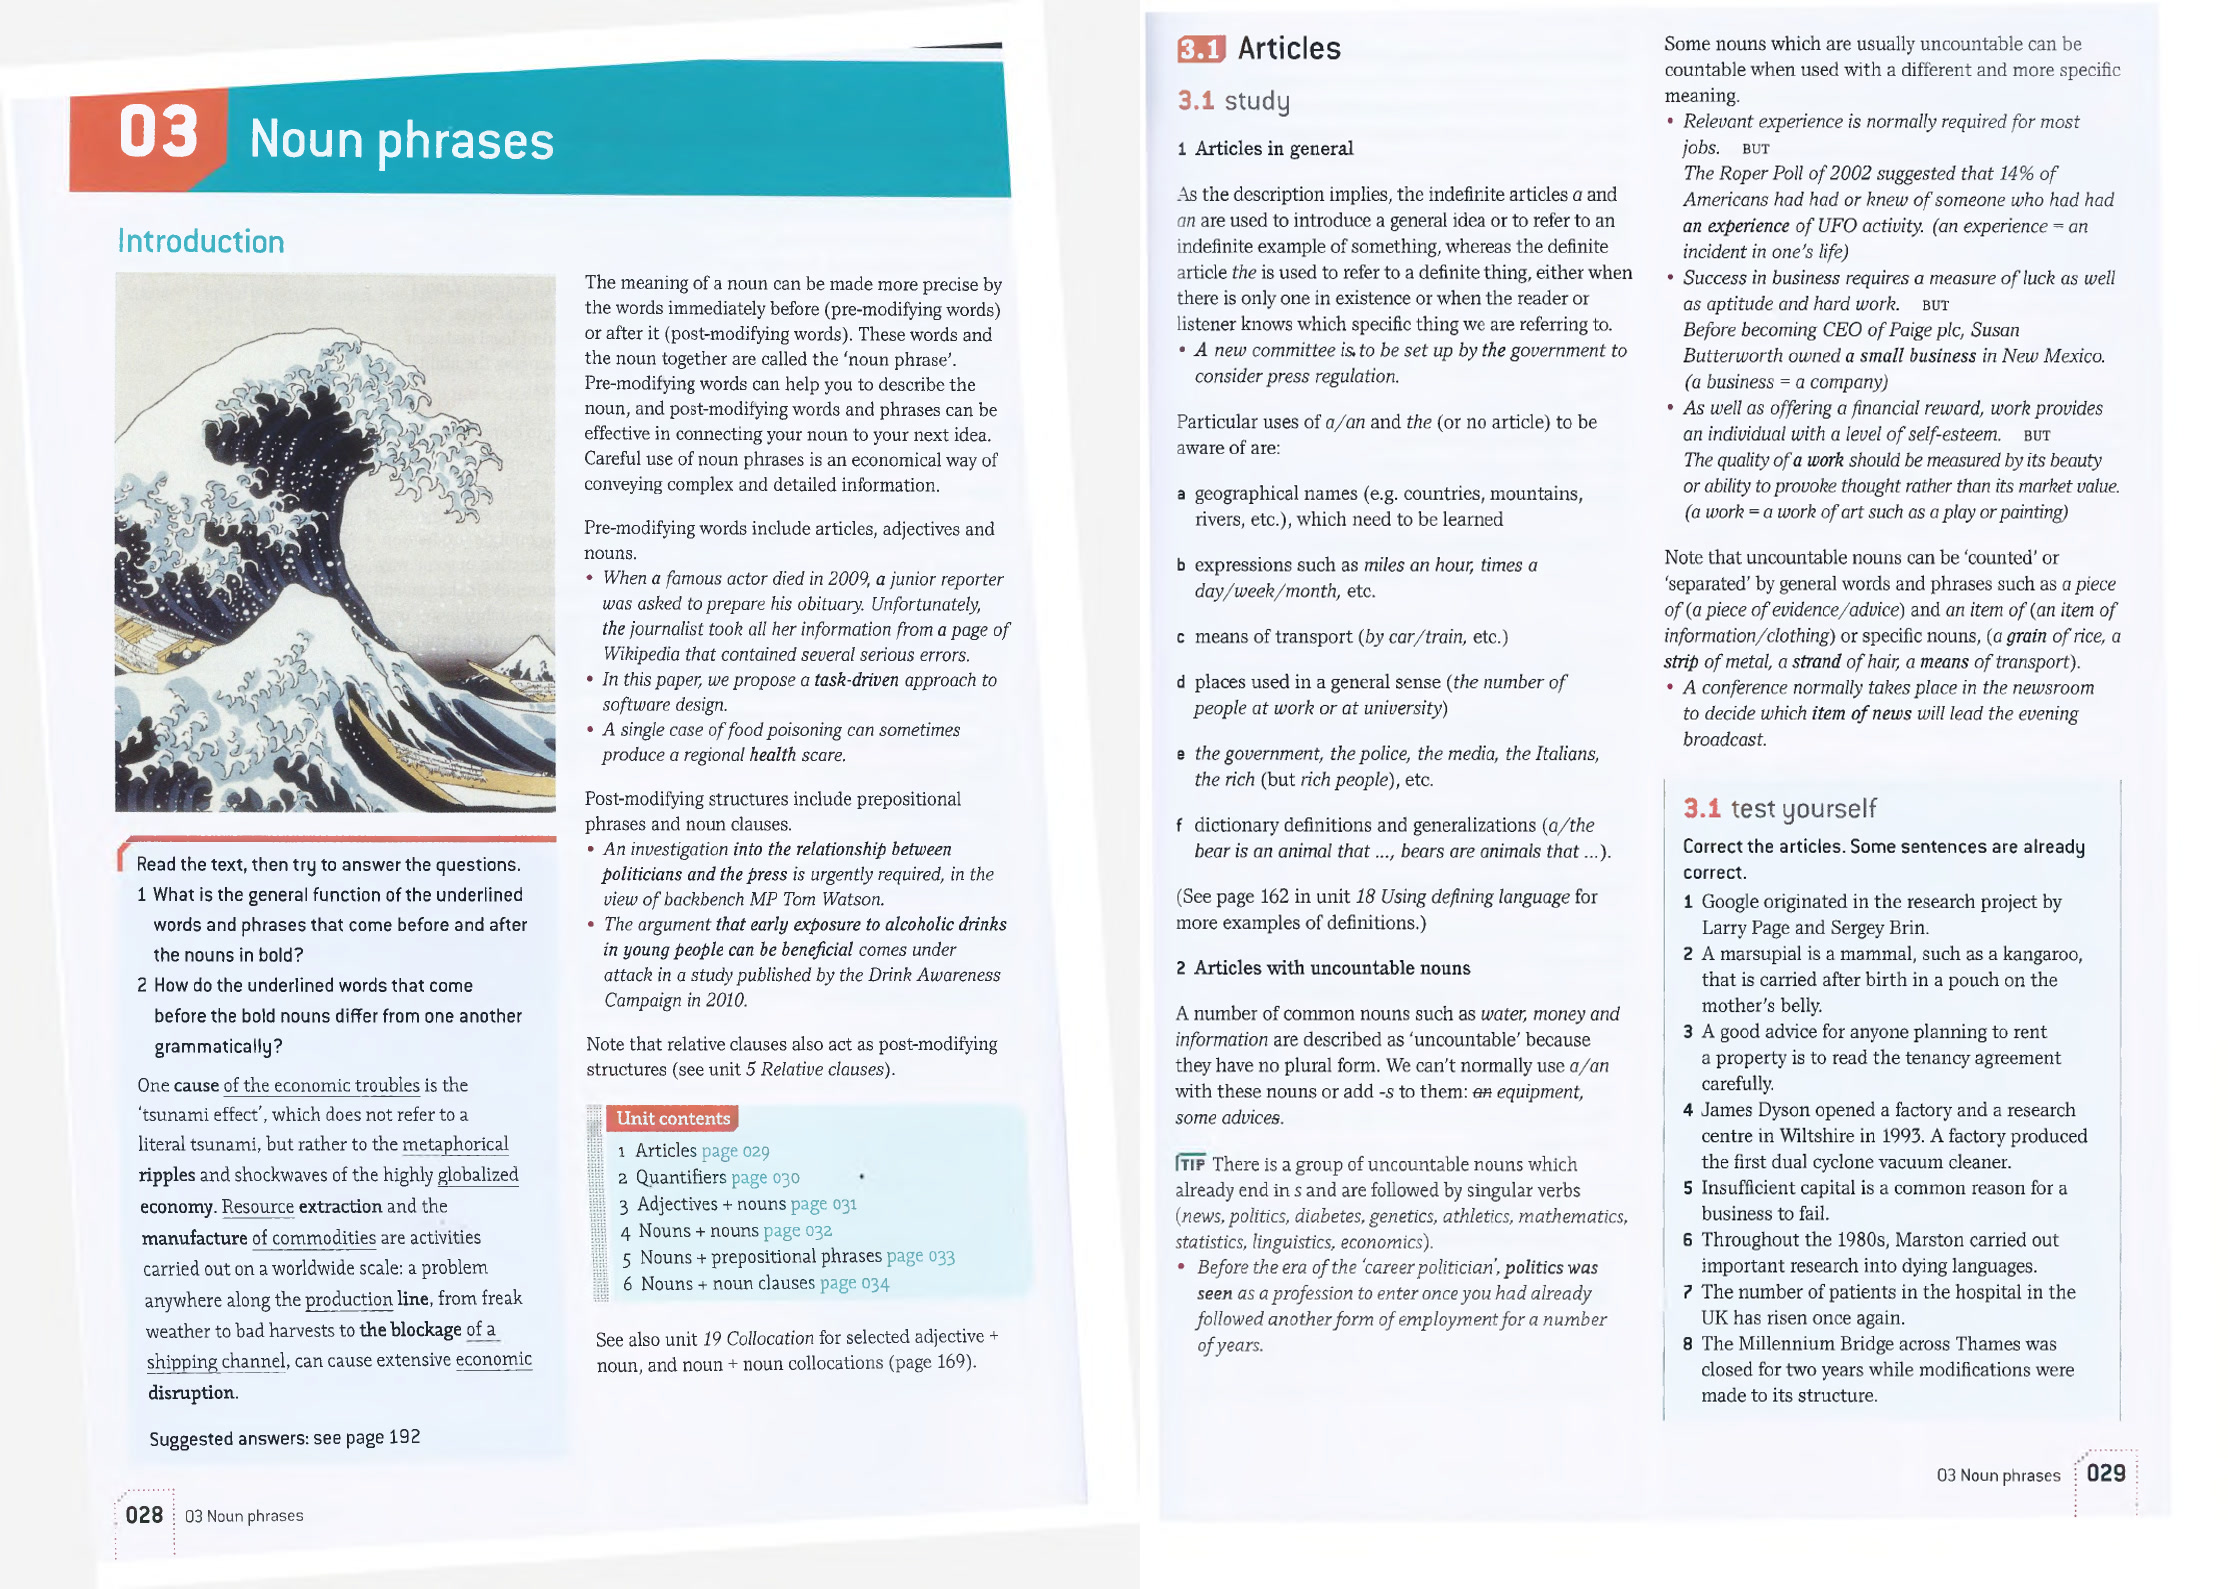 03 Noun phrases
Introduction
Read the text, then try to answer the questions.
1 What is the general function of the underlined
words and phrases that come before and after
the nouns in bold?
2 How do the underlined words that come
before the bold nouns differ from one another
grammatically?
One cause of the economic troubles is the
'tsunami effect', which does not refer to a
literal tsunami, but rather to the metaphorical
ripples and shockwaves of the highly globalized
economy. Resource extraction and the
manufacture of commodities are activities
carried out on a worldwide scale: a problem
anywhere along the production line, from freak
weather to bad harvests to the blockage of a
shipping channel, can cause extensive economic
disruption.
Suggested answers: see page 192
The meaning of a noun can be made more precise by
the words immediately before (pre-modifying words)
or after it (post-modifying words). These words and
the noun together are called the 'noun phrase'.
Pre-modifying words can help you to describe the
noun, and post-modifying words and phrases can be
effective in connecting your noun to your next idea.
Careful use of noun phrases is an economical way of
conveying complex and detailed information.
Pre-modifying words include articles, adjectives and
nouns.
• When a famous actor died in 2009, a junior reporter
was asked to prepare his obituary. Unfortunately,
the journalist took all her information from a page of
Wikipedia that contained several serious errors.
• In this paper, we propose a task-driven approach to
software design.
• A single case of food poisoning can sometimes
produce a regional health scare.
Post-modifying structures include prepositional
phrases and noun clauses.
• An investigation into the relationship between
politicians and the press is urgently required, in the
view of backbench MP Tom Watson.
• The argument that early exposure to alcoholic drinks
in young people can be beneficial comes under
attack in a study published by the Drink Awareness
Campaign in 2010.
Note that relative clauses also act as post-modifying
structures (see unit 5 Relative clauses).
Unit contents
1 Articles page 029
2 Quantifiers page 030
3 Adjectives + nouns page 031
4 Nouns + nouns page 032
5 Nouns + prepositional phrases page 033
6 Nouns + noun clauses page 034
See also unit 19 Collocation for selected adjective +
noun, and noun + noun collocations (page 169).
028 03 Noun phrases
3.1 Articles
3.1 study
1 Articles in general
As the description implies, the indefinite articles a and
an are used to introduce a general idea or to refer to an
indefinite example of something, whereas the definite
article the is used to refer to a definite thing, either when
there is only one in existence or when the reader or
listener knows which specific thing we are referring to.
• A new committee is to be set up by the government to
consider press regulation.
Particular uses of a/an and the (or no article) to be
aware of are:
a geographical names (e.g. countries, mountains,
rivers, etc.), which need to be learned
b expressions such as miles an hour, times a
day/week/month, etc.
c means of transport (by car/train, etc.)
d places used in a general sense (the number of
people at work or at university)
e the government, the police, the media, the Italians,
the rich (but rich people), etc.
f dictionary definitions and generalizations (a/the
bear is an animal that ..., bears are animals that ...).
(See page 162 in unit 18 Using defining language for
more examples of definitions.)
2 Articles with uncountable nouns
A number of common nouns such as water, money and
information are described as 'uncountable' because
they have no plural form. We can't normally use a/an
with these nouns or add -s to them: an equipment,
some advices.
TIP There is a group of uncountable nouns which
already end in s and are followed by singular verbs
(news, politics, diabetes, genetics, athletics, mathematics,
statistics, linguistics, economics).
• Before the era of the 'career politician', politics was
seen as a profession to enter once you had already
followed another form of employment for a number
of years.
Some nouns which are usually uncountable can be
countable when used with a different and more specific
meaning.
• Relevant experience is normally required for most
jobs. BUT
The Roper Poll of 2002 suggested that 14% of
Americans had had or knew of someone who had had
an experience of UFO activity. (an experience = an
incident in one's life)
• Success in business requires a measure of luck as well
as aptitude and hard work. BUT
Before becoming CEO of Paige plc, Susan
Butterworth owned a small business in New Mexico.
(a business = a company)
• As well as offering a financial reward, work provides
an individual with a level of self-esteem. BUT
The quality of a work should be measured by its beauty
or ability to provoke thought rather than its market value.
(a work = a work of art such as a play or painting)
Note that uncountable nouns can be 'counted' or
'separated' by general words and phrases such as a piece
of (a piece of evidence/advice) and an item of (an item of
information/clothing) or specific nouns, (a grain of rice, a
strip of metal, a strand of hair, a means of transport).
• A conference normally takes place in the newsroom
to decide which item of news will lead the evening
broadcast.
3.1 test yourself
Correct the articles. Some sentences are already
correct.
1 Google originated in the research project by
Larry Page and Sergey Brin.
2 A marsupial is a mammal, such as a kangaroo,
that is carried after birth in a pouch on the
mother's belly.
3 A good advice for anyone planning to rent
a property is to read the tenancy agreement
carefully.
4 James Dyson opened a factory and a research
centre in Wiltshire in 1993. A factory produced
the first dual cyclone vacuum cleaner.
5 Insufficient capital is a common reason for a
business to fail.
6 Throughout the 1980s, Marston carried out
important research into dying languages.
7 The number of patients in the hospital in the
UK has risen once again.
8 The Millennium Bridge across Thames was
closed for two years while modifications were
made to its structure.
03 Noun phrases 029